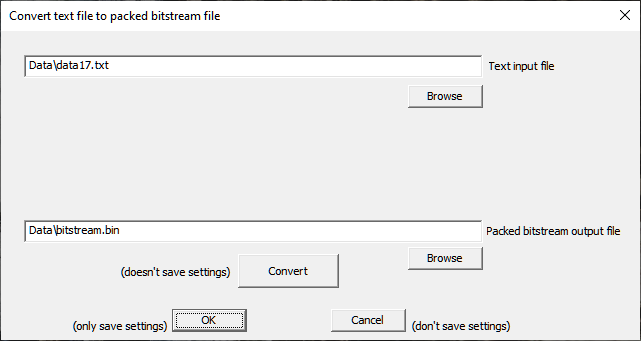 Convert text file to packed bitstream file
Data\data17.txt Text input file
Browse
Data\bitstream.bin Packed bitstream output file
Browse
(doesn't save settings) Convert
(only save settings) OK Cancel (don't save settings)